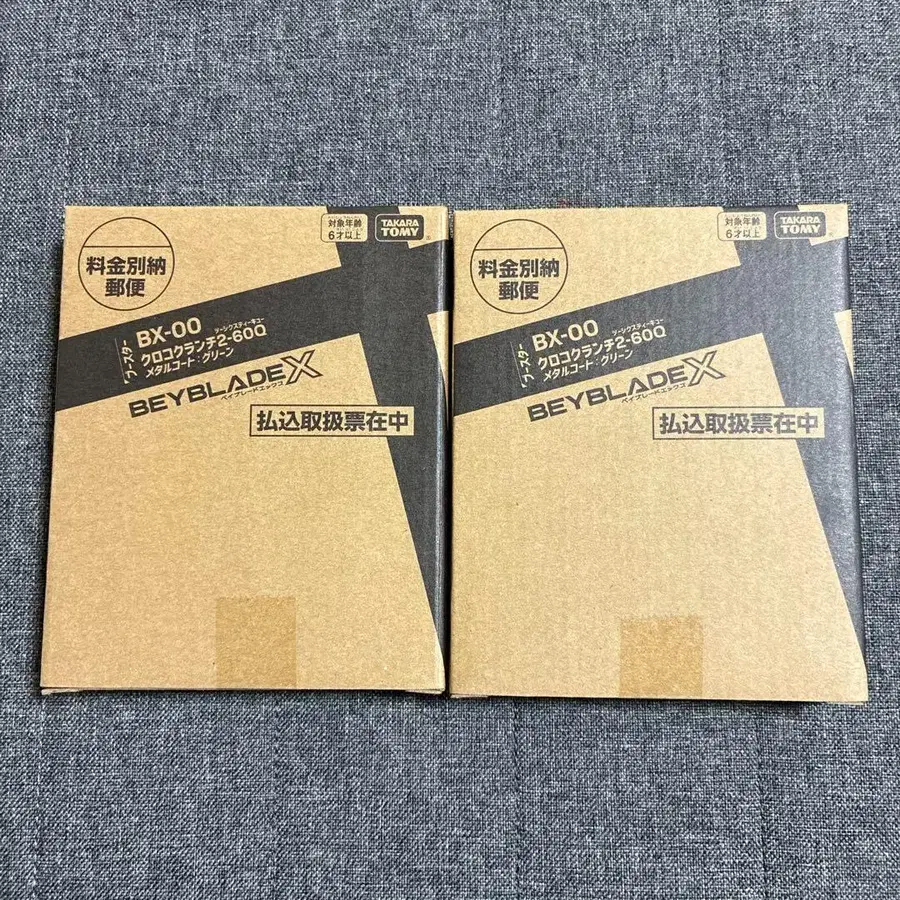 料金別納
郵便
対象年齢
6才以上
TAKARA
TOMY
ブースター
BX-00
ツーシクスティーキュー
クロコクランチ2-60Q
メタルコート:グリーン
BEYBLADE X
ベイブレードエックス
払込取扱票在中
料金別納
郵便
対象年齢
6才以上
TAKARA
TOMY
ブースター
BX-00
ツーシクスティーキュー
クロコクランチ2-60Q
メタルコート:グリーン
BEYBLADE X
ベイブレードエックス
払込取扱票在中